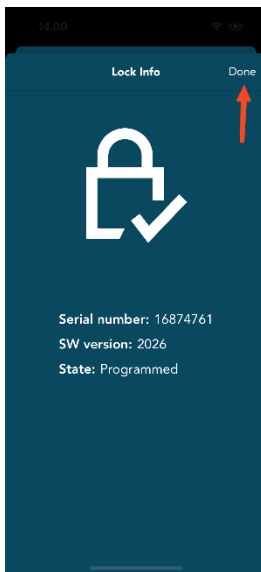 14.00
Lock Info
Done
Serial number: 16874761
SW version: 2026
State: Programmed